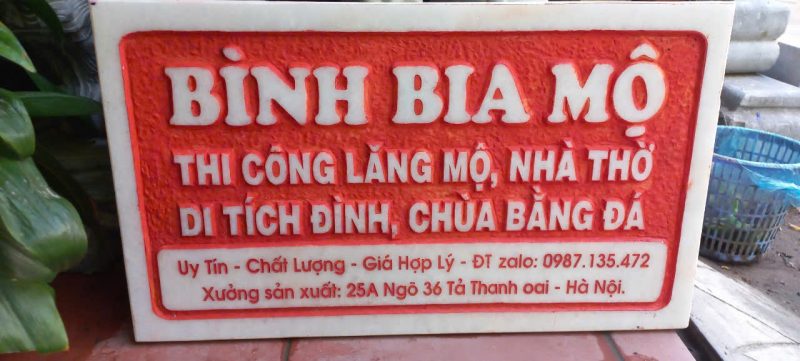 BÌNH BIA MỘ
THI CÔNG LĂNG MỘ, NHÀ THỜ
DI TÍCH ĐÌNH, CHÙA BẰNG ĐÁ
Uy Tín - Chất Lượng - Giá Hợp Lý - ĐT zalo: 0987.135.472
Xưởng sản xuất: 25A Ngõ 36 Tả Thanh oai - Hà Nội.